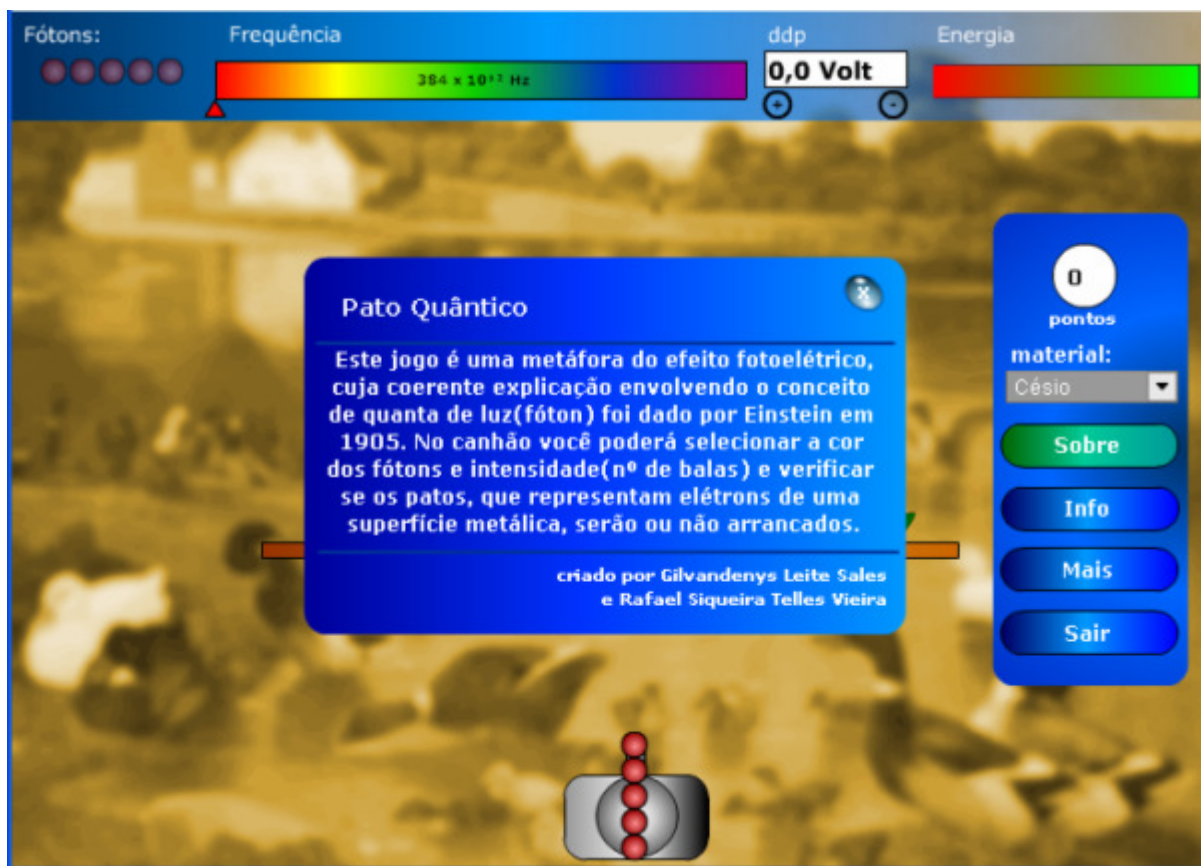 Fótons:
Frequência
ddp
Energia
384 x 10¹² Hz
0,0 Volt
+
-
Pato Quântico
X
Este jogo é uma metáfora do efeito fotoelétrico,
cuja coerente explicação envolvendo o conceito
de quanta de luz(fóton) foi dado por Einstein em
1905. No canhão você poderá selecionar a cor
dos fótons e intensidade(nº de balas) e verificar
se os patos, que representam elétrons de uma
superfície metálica, serão ou não arrancados.
criado por Gilvandenys Leite Sales
e Rafael Siqueira Telles Vieira
0
pontos
material:
Césio
Sobre
Info
Mais
Sair